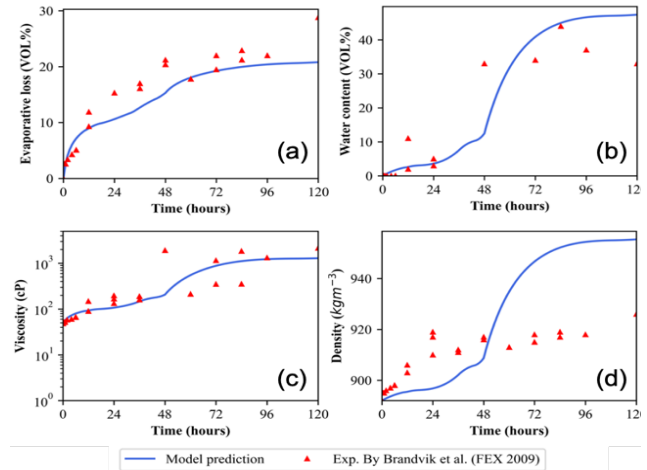 30
20
10
0
Evaporative loss (VOL%)
0 24 48 72 96 120
Time (hours)
(a)
40
30
20
10
0
Water content (VOL%)
0 24 48 72 96 120
Time (hours)
(b)
10³
10²
10¹
10⁰
Viscosity (cP)
0 24 48 72 96 120
Time (hours)
(c)
940
920
900
Density (kgm⁻³)
0 24 48 72 96 120
Time (hours)
(d)
Model prediction Exp. By Brandvik et al. (FEX 2009)